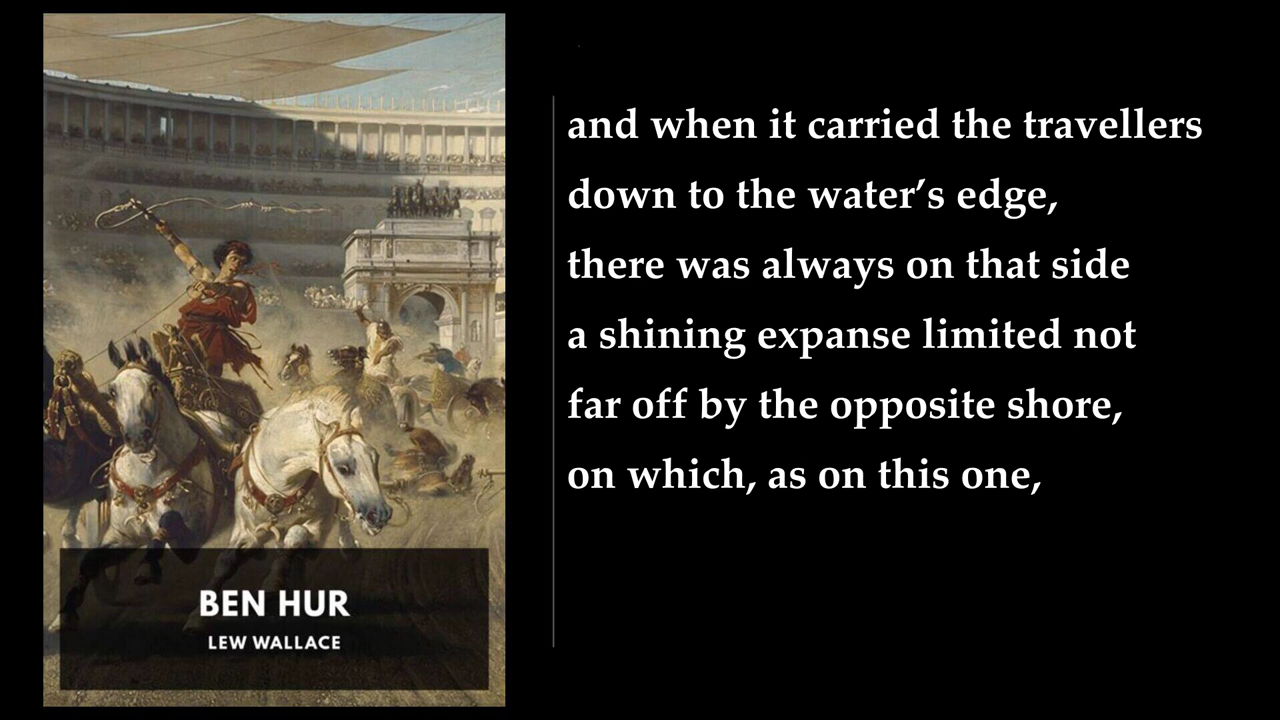 and when it carried the travellers
down to the water’s edge,
there was always on that side
a shining expanse limited not
far off by the opposite shore,
on which, as on this one,
BEN HUR
LEW WALLACE